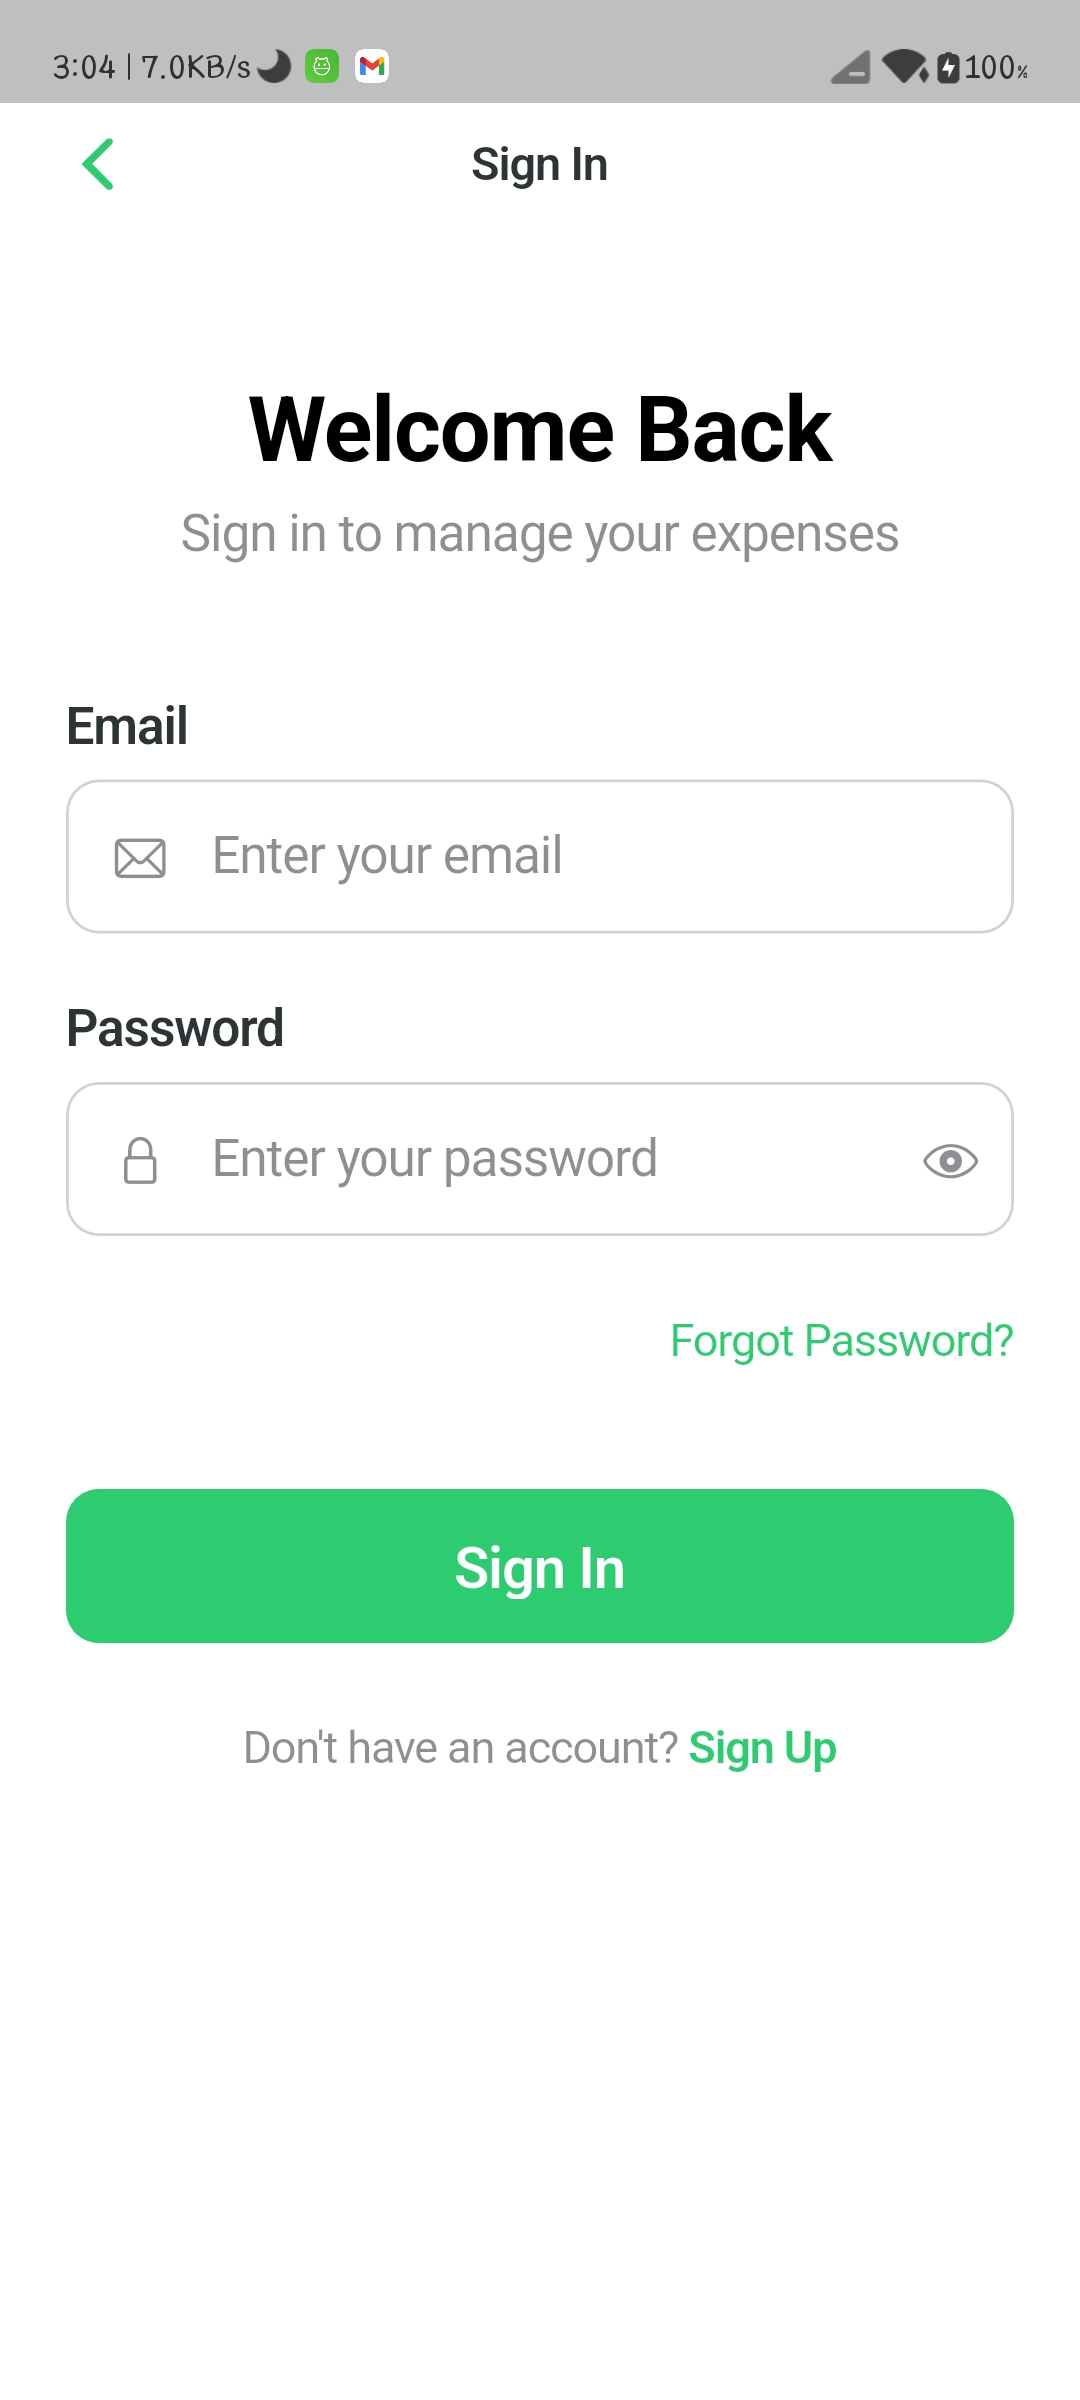 3:04 | 7.0KB/s 100%
Sign In
Welcome Back
Sign in to manage your expenses
Email
Enter your email
Password
Enter your password
Forgot Password?
Sign In
Don't have an account? Sign Up